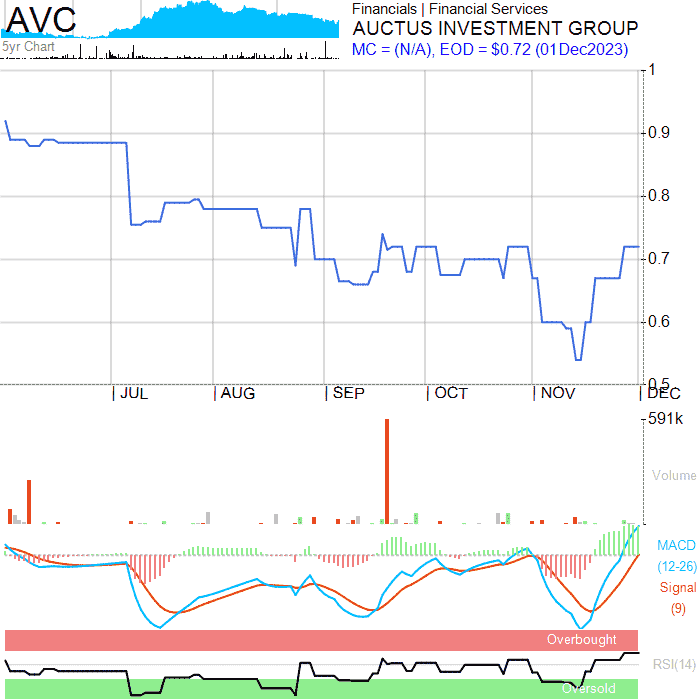 AVC
5yr Chart
Financials | Financial Services
AUCTUS INVESTMENT GROUP
MC = (N/A), EOD = $0.72 (01Dec2023)
1
0.9
0.8
0.7
0.6
0.5
JUL AUG SEP OCT NOV DEC
591k
Volume
MACD
(12-26)
Signal
(9)
Overbought
RSI(14)
Oversold